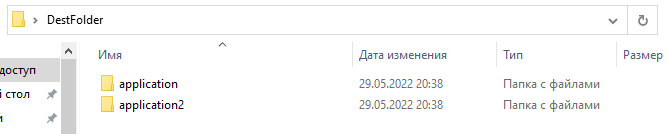 DestFolder
Имя Дата изменения Тип Размер
доступ
application 29.05.2022 20:38 Папка с файлами
й стол
application2 29.05.2022 20:38 Папка с файлами
и